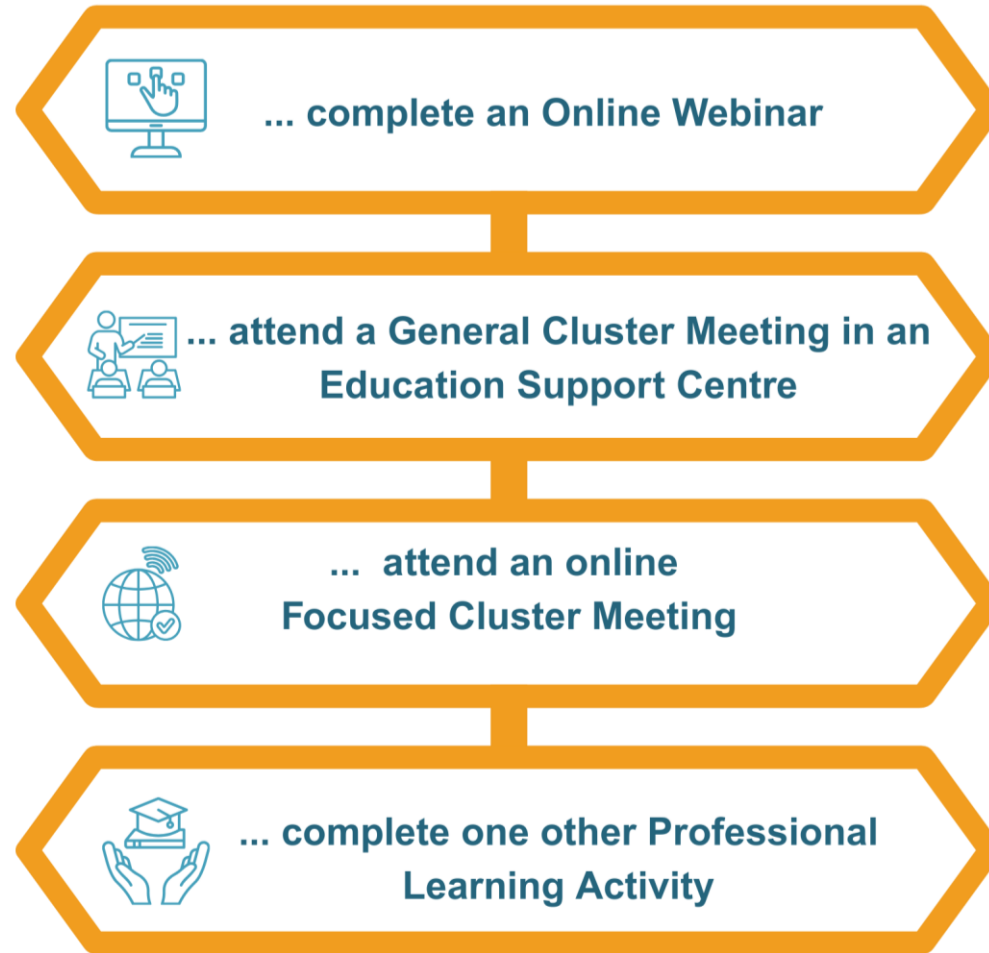 ... complete an Online Webinar
... attend a General Cluster Meeting in an
Education Support Centre
... attend an online
Focused Cluster Meeting
... complete one other Professional
Learning Activity